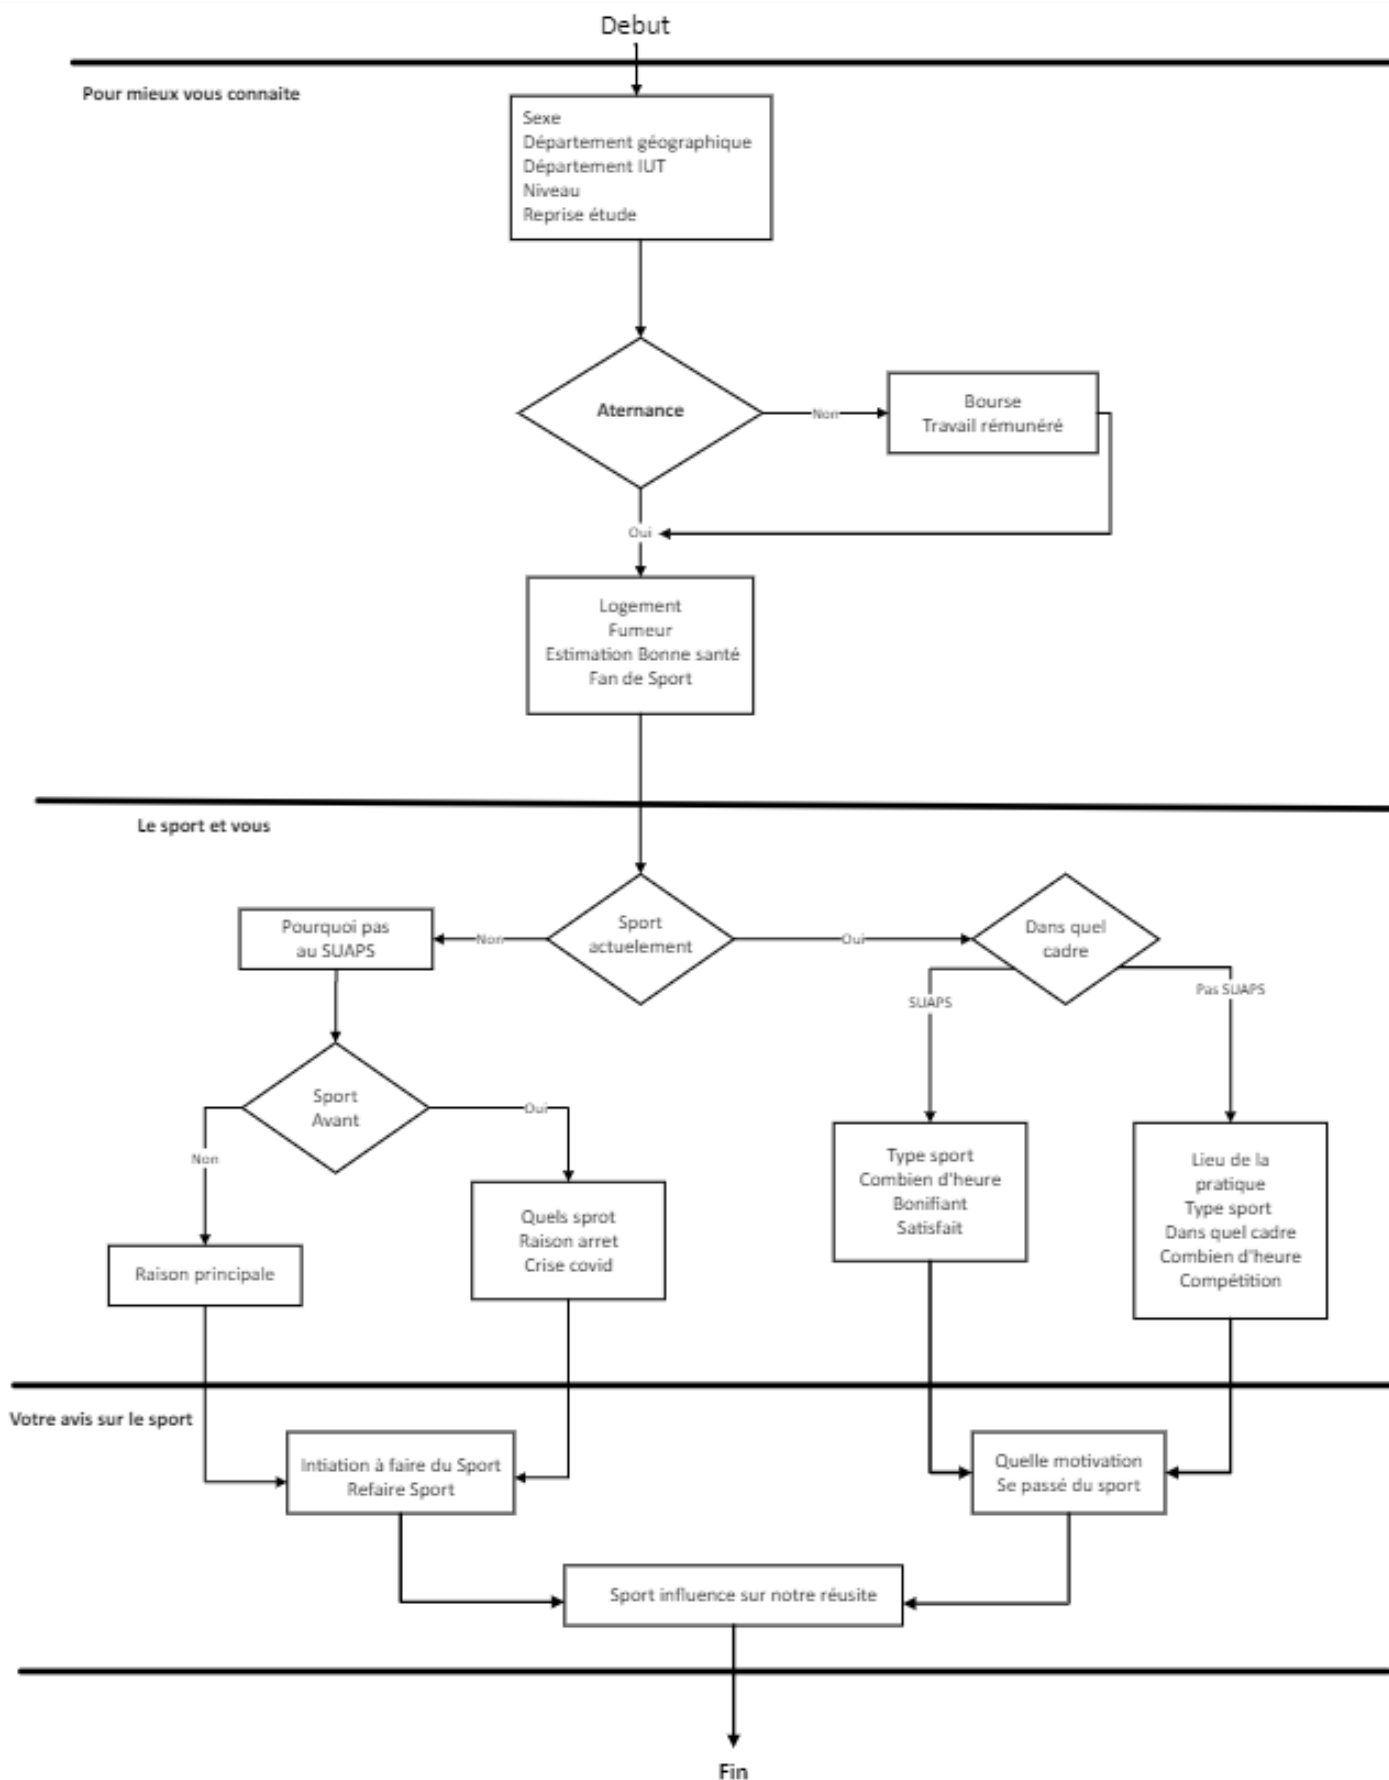 Debut
Pour mieux vous connaite
Sexe
Département géographique
Département IUT
Niveau
Reprise étude
Aternance
Non
Bourse
Travail rémunéré
Oui
Logement
Fumeur
Estimation Bonne santé
Fan de Sport
Le sport et vous
Pourquoi pas
au SUAPS
Non
Sport
actuelement
Oui
Dans quel
cadre
SUAPS
Pas SUAPS
Sport
Avant
Oui
Non
Type sport
Combien d'heure
Bonifiant
Satisfait
Lieu de la
pratique
Type sport
Dans quel cadre
Combien d'heure
Compétition
Quels sprot
Raison arret
Crise covid
Raison principale
Votre avis sur le sport
Intiation à faire du Sport
Refaire Sport
Quelle motivation
Se passé du sport
Sport influence sur notre réusite
Fin